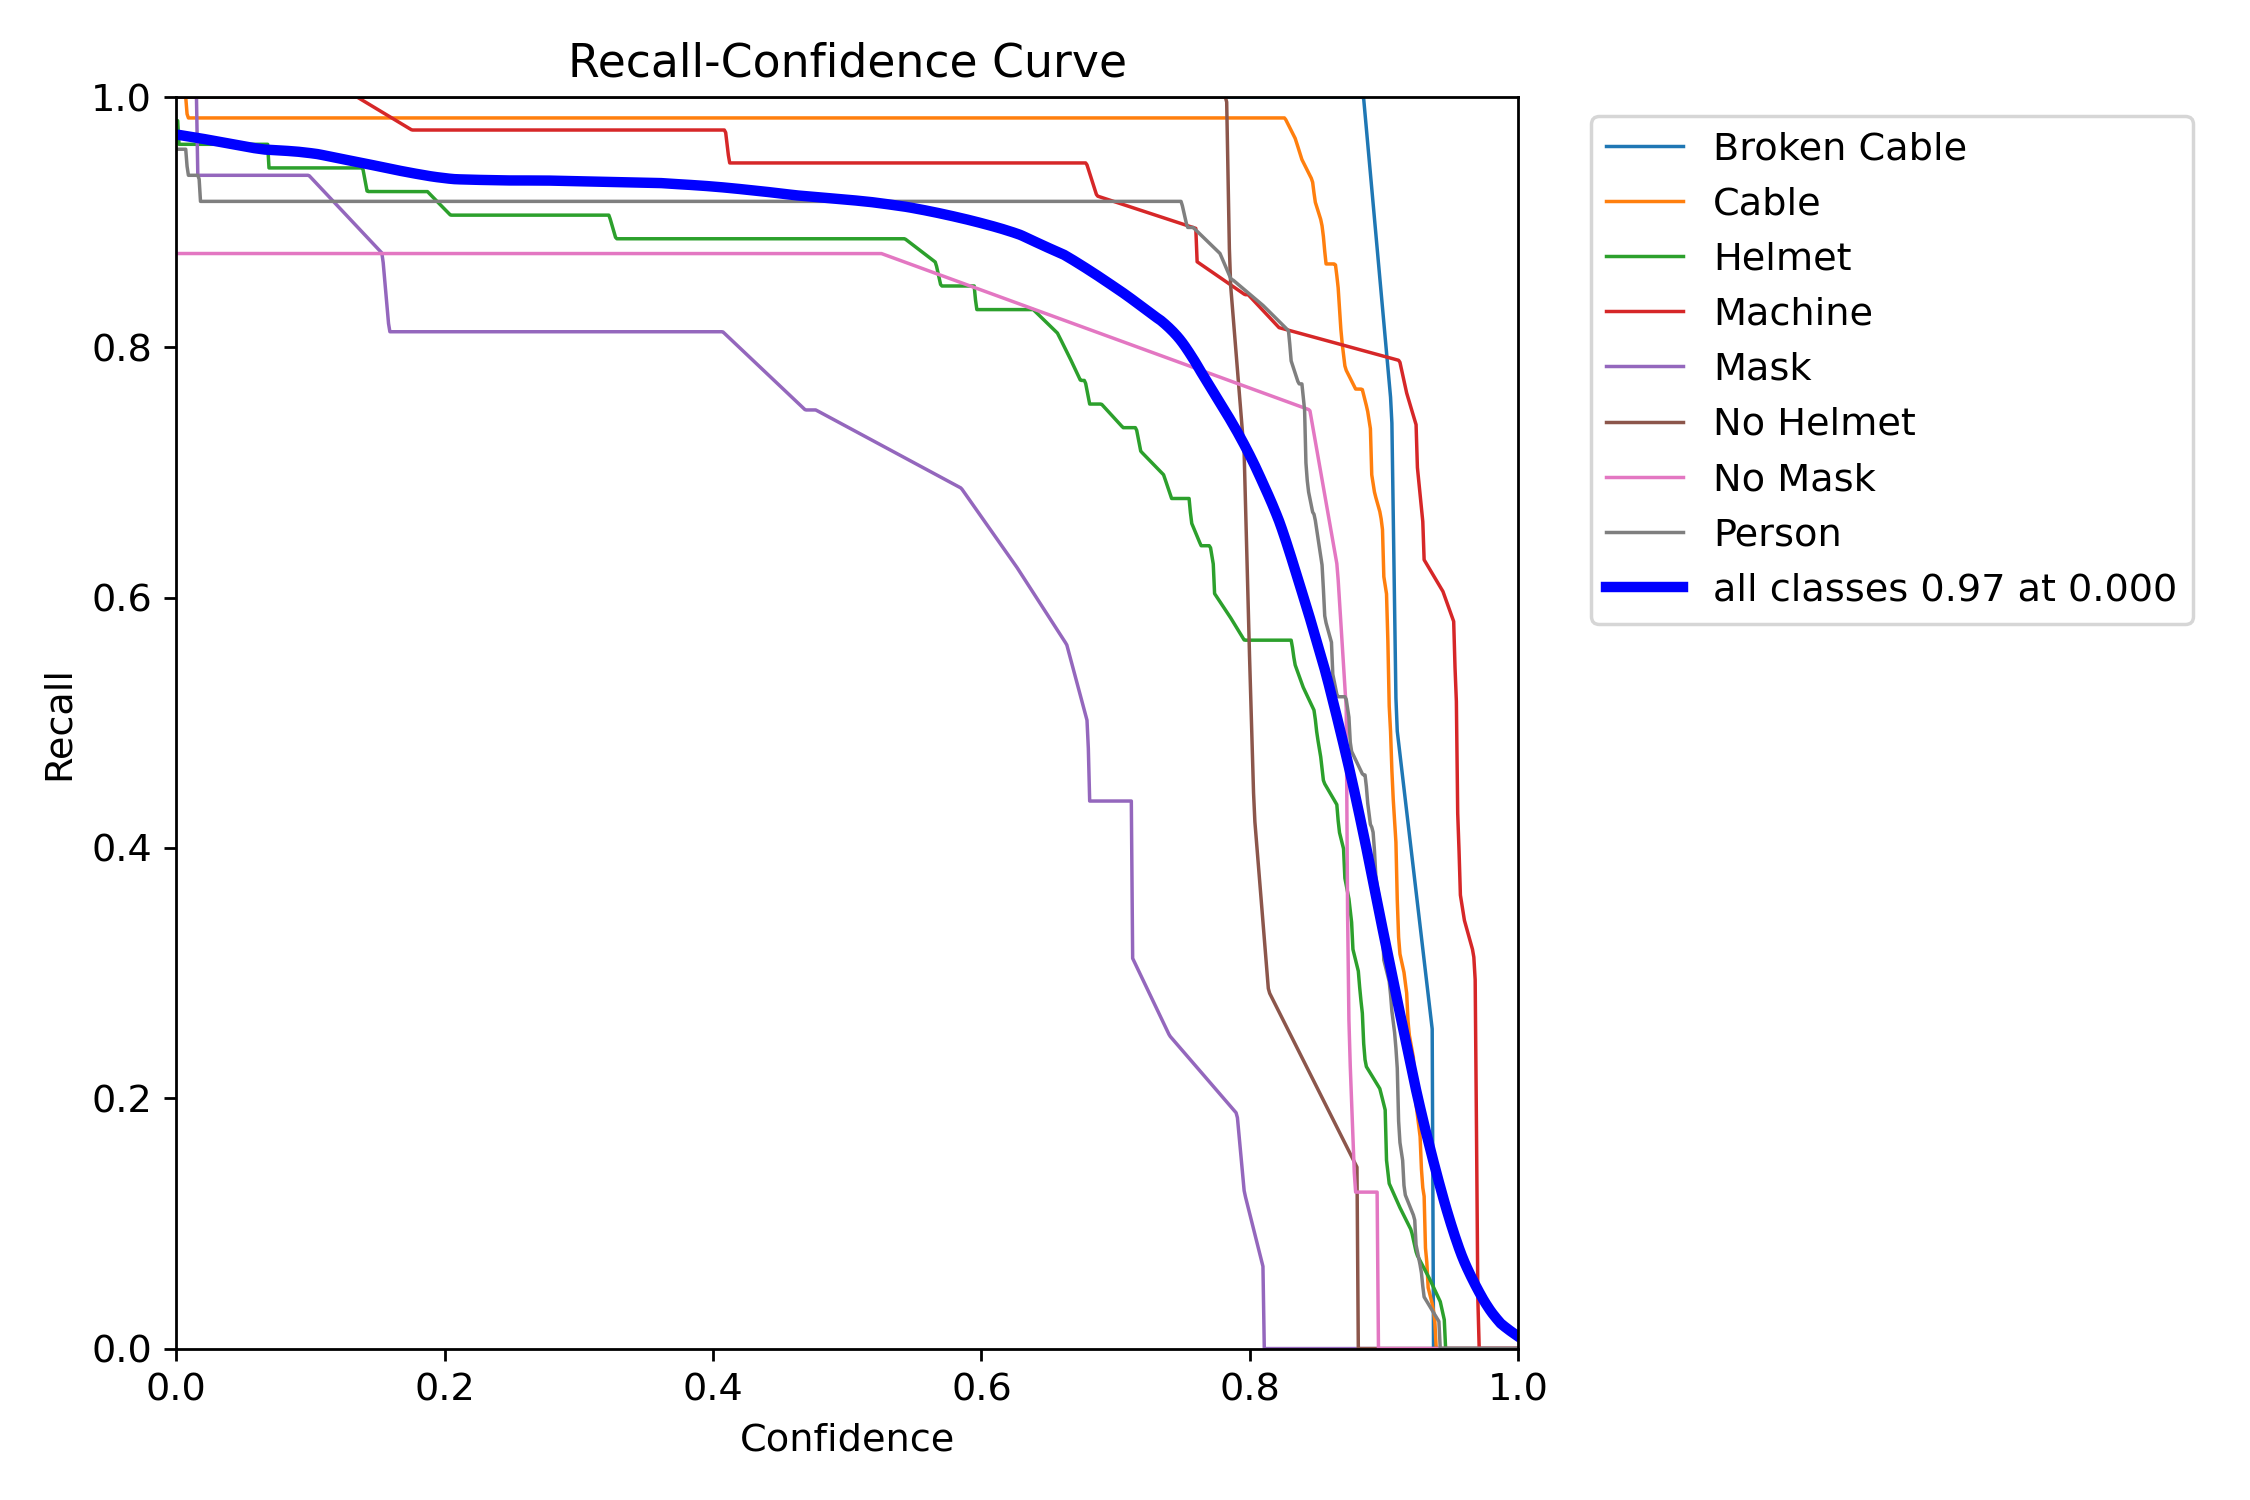 Recall-Confidence Curve
1.0
0.8
0.6
0.4
0.2
0.0
Recall
0.0 0.2 0.4 0.6 0.8 1.0
Confidence
Broken Cable
Cable
Helmet
Machine
Mask
No Helmet
No Mask
Person
all classes 0.97 at 0.000